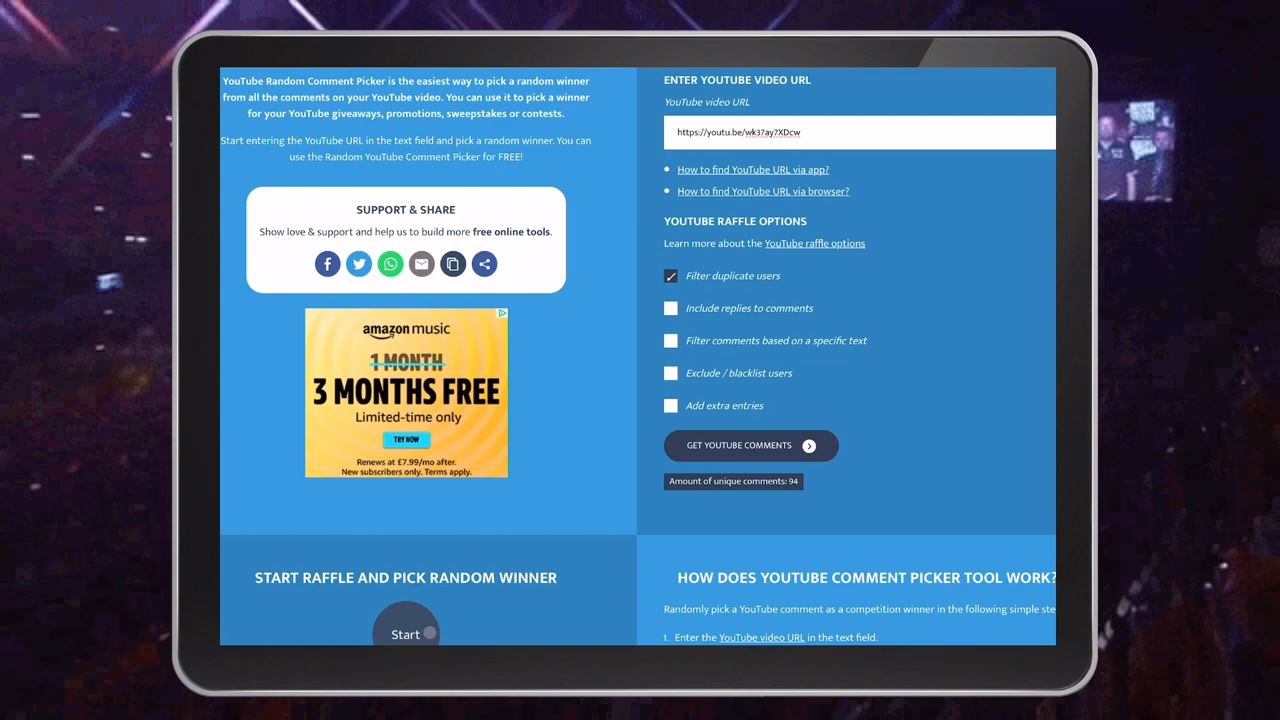 YouTube Random Comment Picker is the easiest way to pick a random winner
from all the comments on your YouTube video. You can use it to pick a winner
for your YouTube giveaways, promotions, sweepstakes or contests.
Start entering the YouTube URL in the text field and pick a random winner. You can
use the Random YouTube Comment Picker for FREE!
SUPPORT & SHARE
Show love & support and help us to build more free online tools.
amazon music
1 MONTH
3 MONTHS FREE
Limited-time only
TRY NOW
Renews at £7.99/mo after.
New subscribers only. Terms apply.
START RAFFLE AND PICK RANDOM WINNER
Start
ENTER YOUTUBE VIDEO URL
YouTube video URL
https://youtu.be/wk37ay7XDcw
How to find YouTube URL via app?
How to find YouTube URL via browser?
YOUTUBE RAFFLE OPTIONS
Learn more about the YouTube raffle options
Filter duplicate users
Include replies to comments
Filter comments based on a specific text
Exclude / blacklist users
Add extra entries
GET YOUTUBE COMMENTS
Amount of unique comments: 94
HOW DOES YOUTUBE COMMENT PICKER TOOL WORK?
Randomly pick a YouTube comment as a competition winner in the following simple ste
1. Enter the YouTube video URL in the text field.